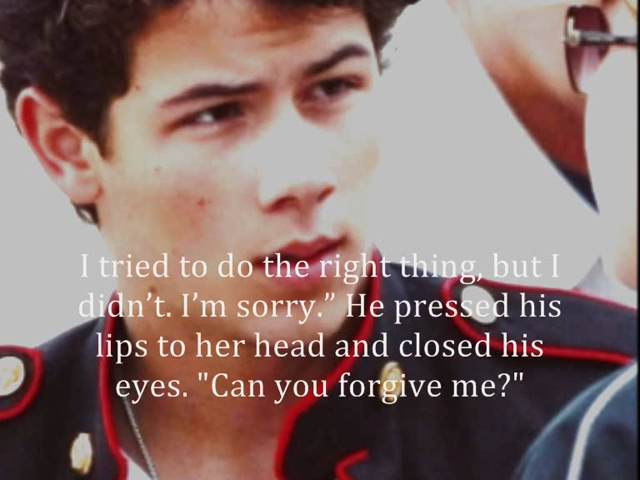 I tried to do the right thing, but I
didn’t. I’m sorry.” He pressed his
lips to her head and closed his
eyes. "Can you forgive me?"